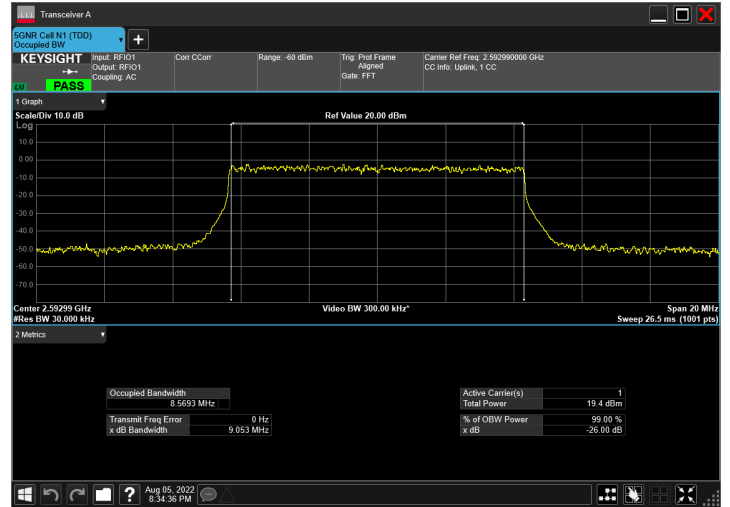 Transceiver A
5GNR Cell N1 (TDD)
Occupied BW
KEYSIGHT
LXI
PASS
Input: RFIO1
Output: RFIO1
Coupling: AC
Corr CCorr
Range: -60 dBm
Trig: Prot Frame
Aligned
Gate: FFT
Carrier Ref Freq: 2.592990000 GHz
CC Info: Uplink, 1 CC
1 Graph
Scale/Div 10.0 dB
Ref Value 20.00 dBm
Log
10.0
0.00
-10.0
-20.0
-30.0
-40.0
-50.0
-60.0
-70.0
Center 2.59299 GHz
Video BW 300.00 kHz*
Span 20 MHz
#Res BW 30.000 kHz
Sweep 26.5 ms (1001 pts)
2 Metrics
Occupied Bandwidth
8.5693 MHz
Transmit Freq Error 0 Hz
x dB Bandwidth 9.053 MHz
Active Carrier(s) 1
Total Power 19.4 dBm
% of OBW Power 99.00 %
x dB -26.00 dB
Aug 05, 2022
8:34:36 PM